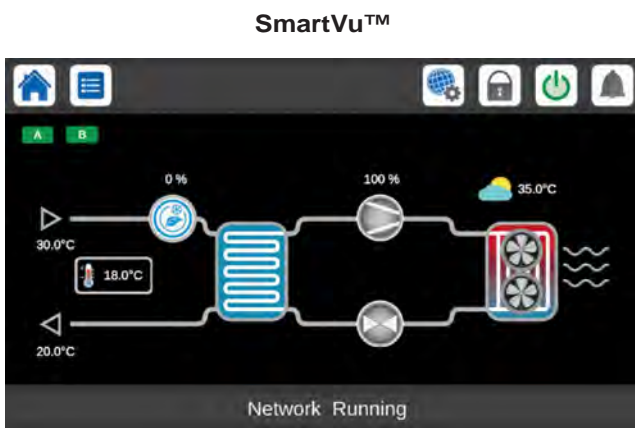 SmartVu™
A B
0 % 100 % 35.0°C
30.0°C
18.0°C
20.0°C
Network Running